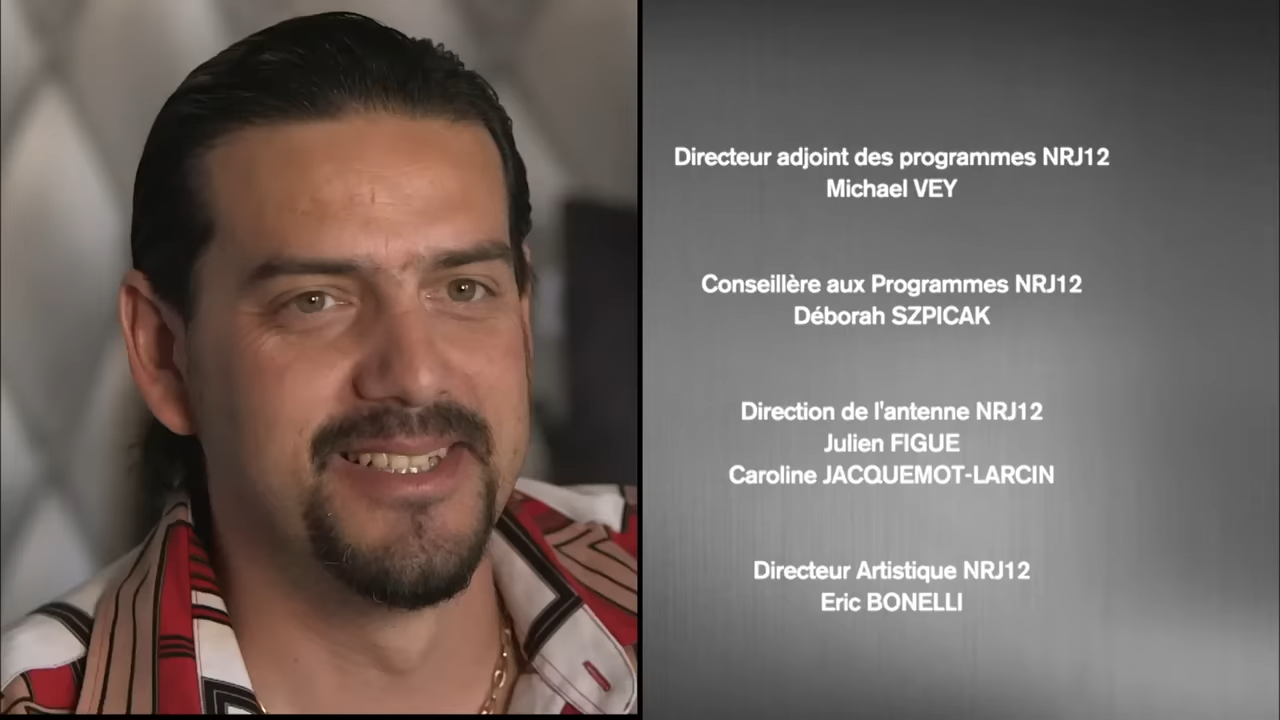 Directeur adjoint des programmes NRJ12
Michael VEY
Conseillère aux Programmes NRJ12
Déborah SZPICAK
Direction de l'antenne NRJ12
Julien FIGUE
Caroline JACQUEMOT-LARCIN
Directeur Artistique NRJ12
Eric BONELLI